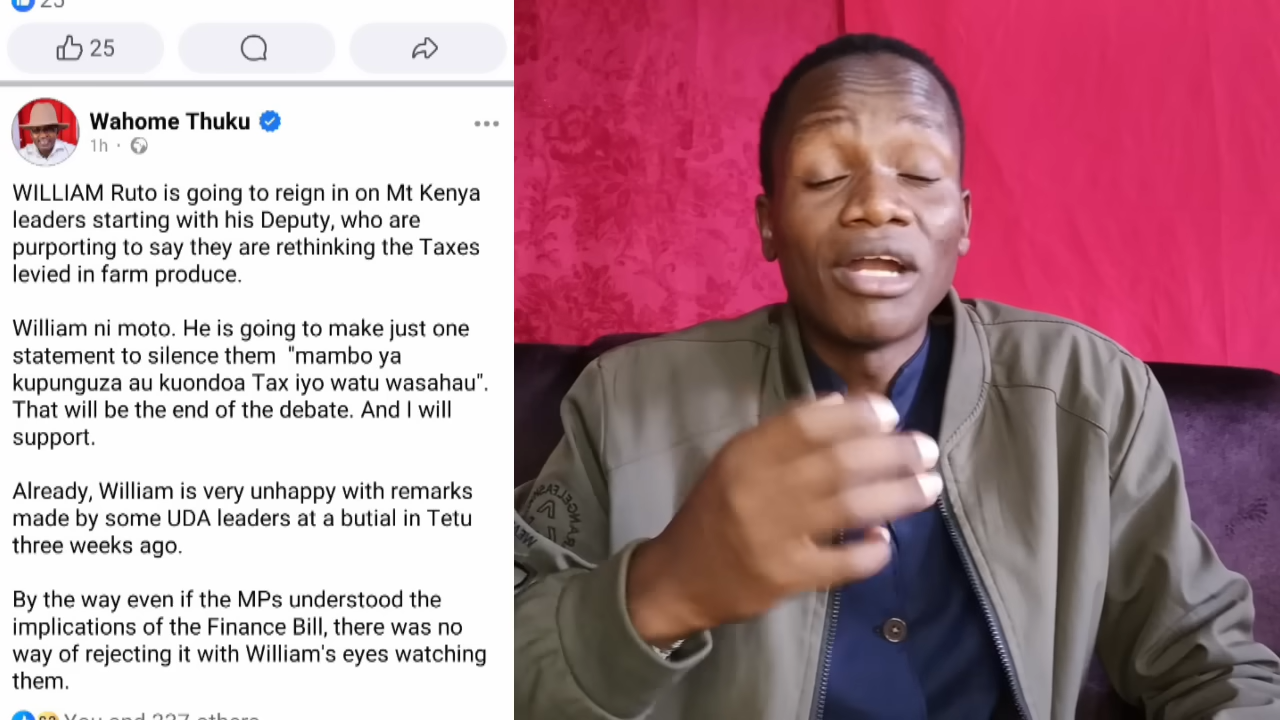 25
25
Wahome Thuku
1h ·
WILLIAM Ruto is going to reign in on Mt Kenya
leaders starting with his Deputy, who are
purporting to say they are rethinking the Taxes
levied in farm produce.
William ni moto. He is going to make just one
statement to silence them "mambo ya
kupunguza au kuondoa Tax iyo watu wasahau".
That will be the end of the debate. And I will
support.
Already, William is very unhappy with remarks
made by some UDA leaders at a butial in Tetu
three weeks ago.
By the way even if the MPs understood the
implications of the Finance Bill, there was no
way of rejecting it with William's eyes watching
them.
You and 227 others